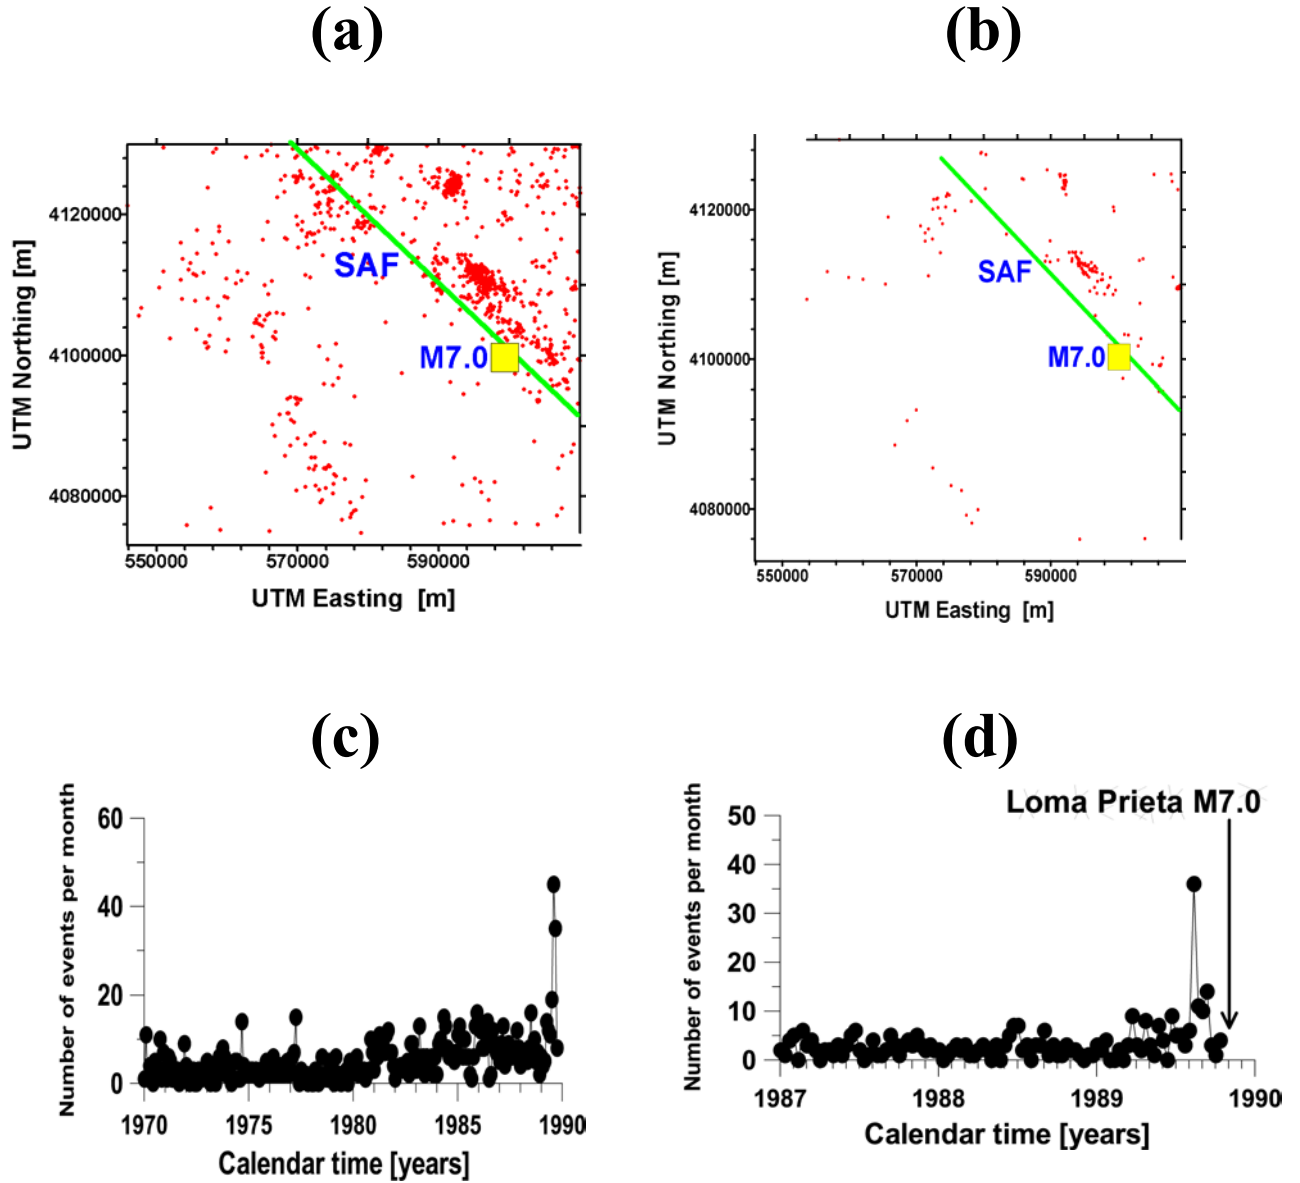 (a)
(b)
UTM Northing [m]
4120000
4100000
4080000
SAF
M7.0
550000
570000
590000
UTM Easting [m]
UTM Northing [m]
4120000
4100000
4080000
SAF
M7.0
550000
570000
590000
UTM Easting [m]
(c)
(d)
Number of events per month
60
40
20
0
1970
1975
1980
1985
1990
Calendar time [years]
Number of events per month
Loma Prieta M7.0
50
40
30
20
10
0
1987
1988
1989
1990
Calendar time [years]